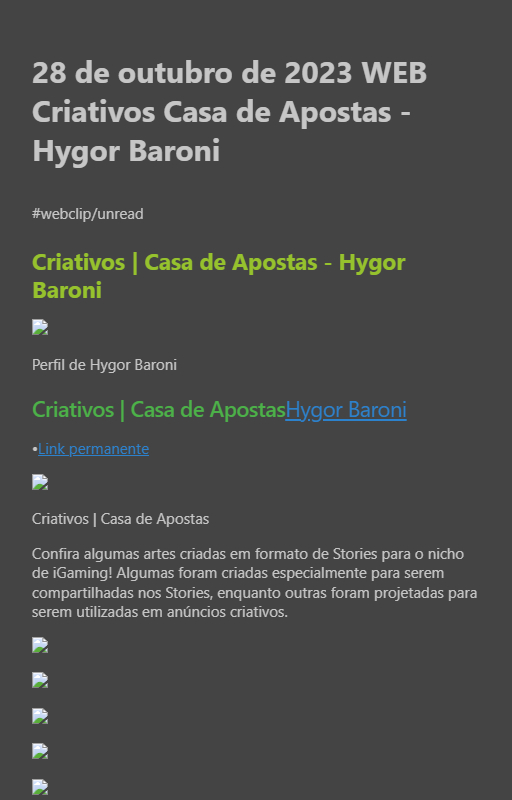 28 de outubro de 2023 WEB
Criativos Casa de Apostas -
Hygor Baroni
#webclip/unread
Criativos | Casa de Apostas - Hygor
Baroni
Perfil de Hygor Baroni
Criativos | Casa de ApostasHygor Baroni
•Link permanente
Criativos | Casa de Apostas
Confira algumas artes criadas em formato de Stories para o nicho
de iGaming! Algumas foram criadas especialmente para serem
compartilhadas nos Stories, enquanto outras foram projetadas para
serem utilizadas em anúncios criativos.